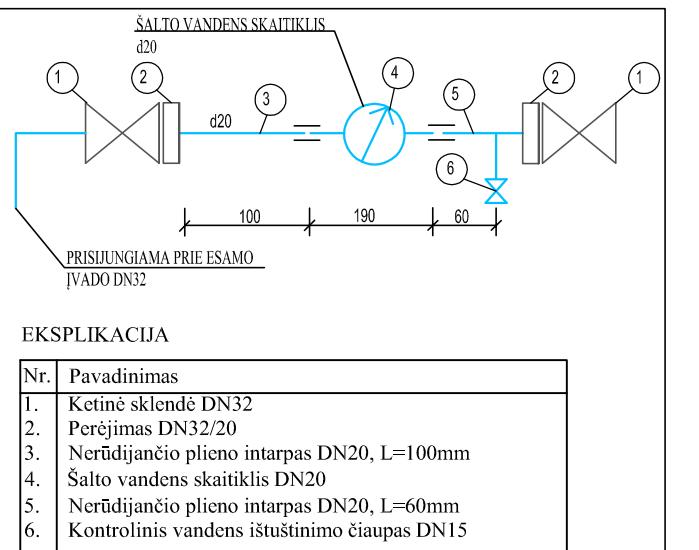 ŠALTO VANDENS SKAITIKLIS
d20
1
2
3
4
5
2
1
d20
6
100
190
60
PRISIJUNGIAMA PRIE ESAMO
ĮVADO DN32
EKSPLIKACIJA
Nr. Pavadinimas
1. Ketinė sklendė DN32
2. Perėjimas DN32/20
3. Nerūdijančio plieno intarpas DN20, L=100mm
4. Šalto vandens skaitiklis DN20
5. Nerūdijančio plieno intarpas DN20, L=60mm
6. Kontrolinis vandens ištuštinimo čiaupas DN15